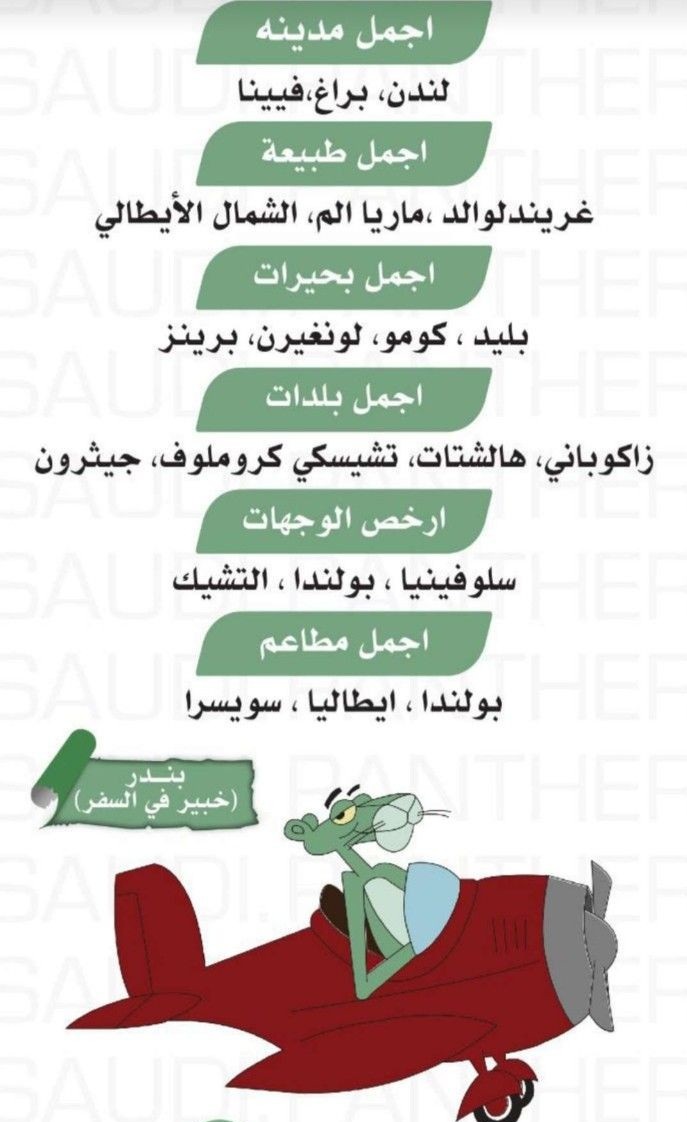 اجمل مدينه
لندن، براغ،فيينا
اجمل طبيعة
غريندلوالد ،ماريا الم، الشمال الأيطالي
اجمل بحيرات
بليد ، كومو، لونغيرن، برينز
اجمل بلدات
زاكوباني، هالشتات، تشيسكي كروملوف، جيثرون
ارخص الوجهات
سلوفينيا ، بولندا ، التشيك
اجمل مطاعم
بولندا ، ايطاليا ، سويسرا
بنـدر
(خبير في السفر)
SAUDI.PANTHER